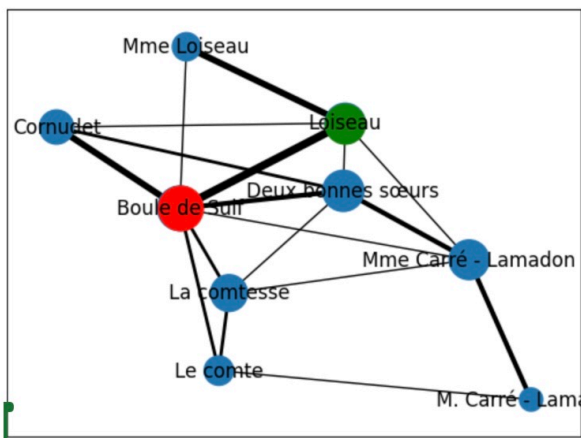 Mme Loiseau
Cornudet
Loiseau
Deux bonnes sœurs
Boule de Suif
Mme Carré - Lamadon
La comtesse
Le comte
M. Carré - Lama